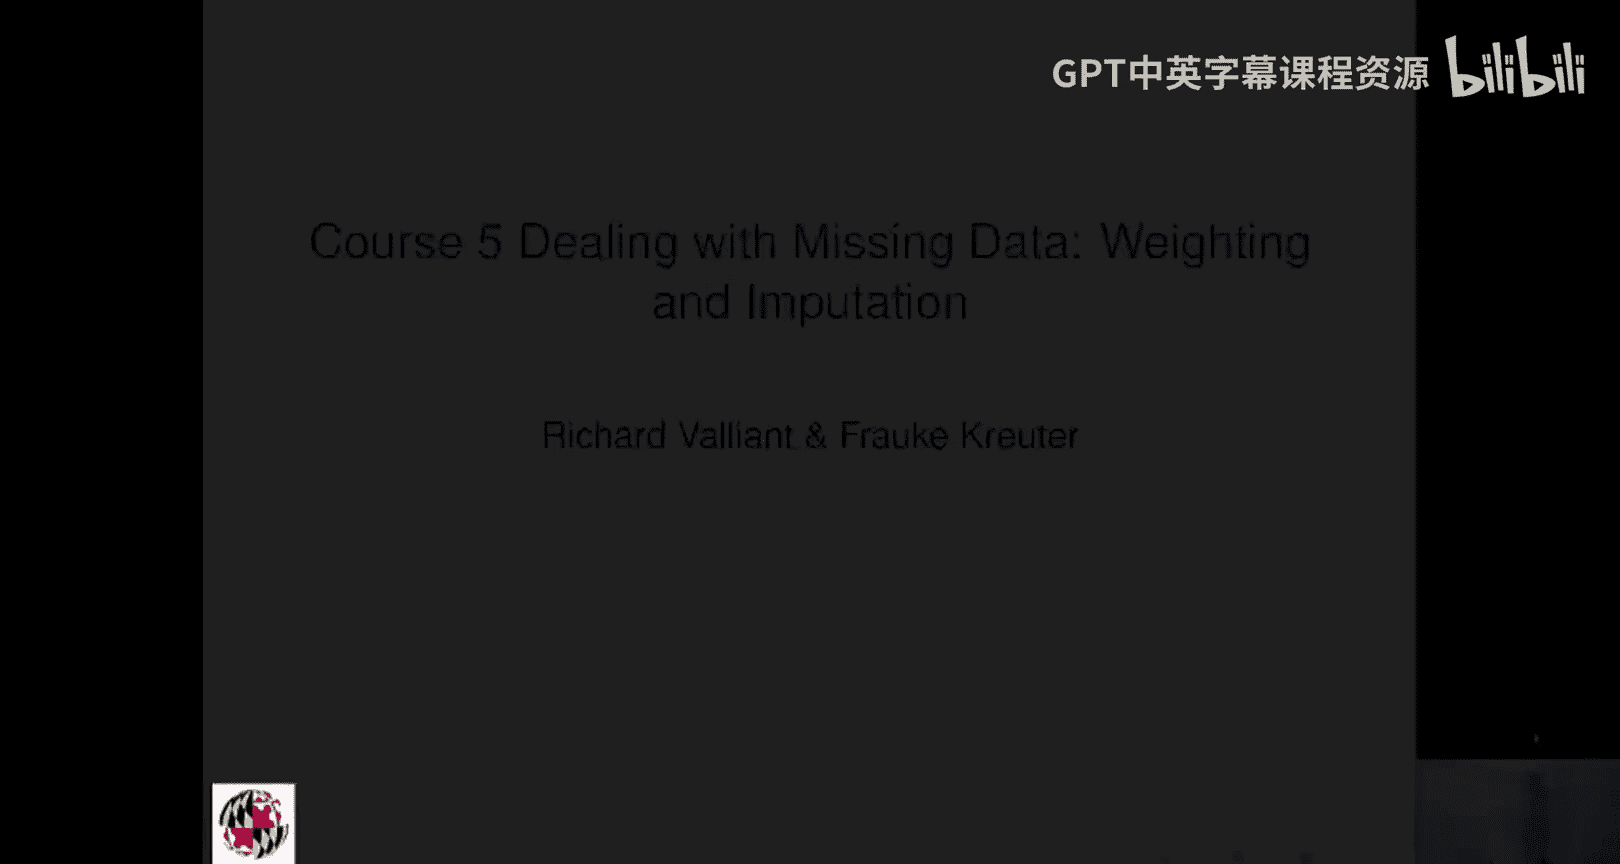 GPT中英字幕课程资源 bilibili
Course 5 Dealing with Missing Data: Weighting
and Imputation
Richard Valliant & Frauke Kreuter